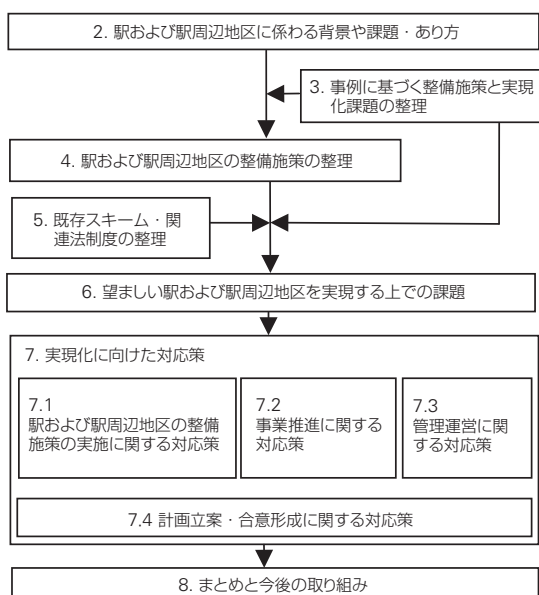 2. 駅および駅周辺地区に係わる背景や課題・あり方
3. 事例に基づく整備施策と実現
化課題の整理
4. 駅および駅周辺地区の整備施策の整理
5. 既存スキーム・関
連法制度の整理
6. 望ましい駅および駅周辺地区を実現する上での課題
7. 実現化に向けた対応策
7.1
駅および駅周辺地区の整備
施策の実施に関する対応策
7.2
事業推進に関する
対応策
7.3
管理運営に関
する対応策
7.4 計画立案・合意形成に関する対応策
8. まとめと今後の取り組み